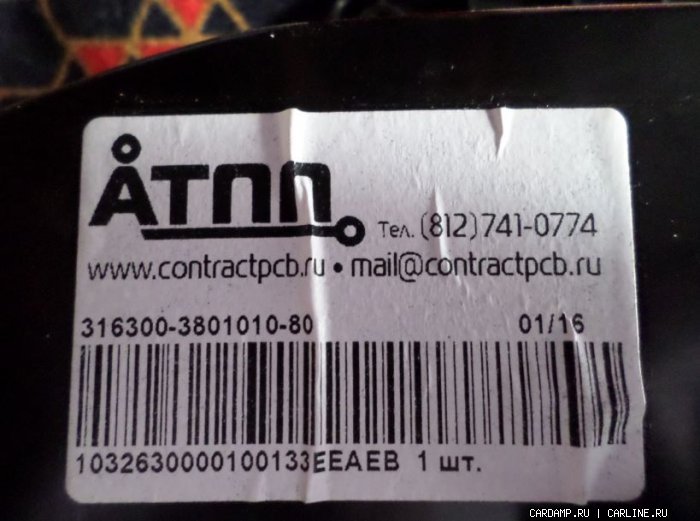 АТПП
Тел. (812)741-0774
www.contractpcb.ru • mail@contractpcb.ru
316300-3801010-80 01/16
1032630000100133EEAEB 1 шт.
CARDAMP.RU | CARLINE.RU